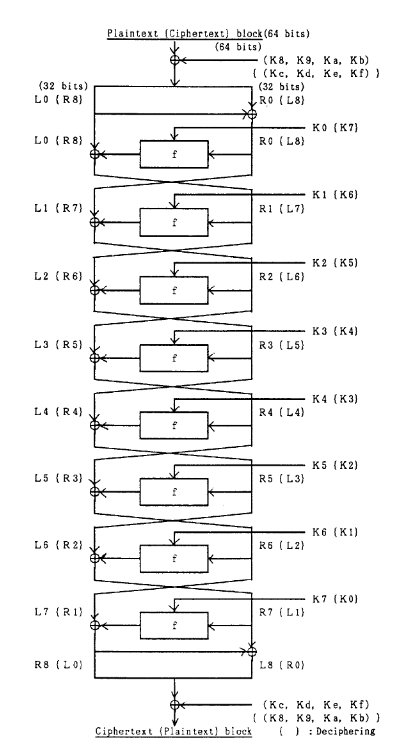 Plaintext (Ciphertext) block(64 bits)
(64 bits)
(K8, K9, Ka, Kb)
{ (Kc, Kd, Ke, Kf) }
(32 bits) (32 bits)
L0 {R8} R0 {L8}
K0 {K7}
L0 {R8} f R0 {L8}
K1 {K6}
L1 {R7} f R1 {L7}
K2 {K5}
L2 {R6} f R2 {L6}
K3 {K4}
L3 {R5} f R3 {L5}
K4 {K3}
L4 {R4} f R4 {L4}
K5 {K2}
L5 {R3} f R5 {L3}
K6 {K1}
L6 {R2} f R6 {L2}
K7 {K0}
L7 {R1} f R7 {L1}
R8 {L0} L8 {R0}
(Kc, Kd, Ke, Kf)
{ (K8, K9, Ka, Kb) }
Ciphertext (Plaintext) block { } : Deciphering